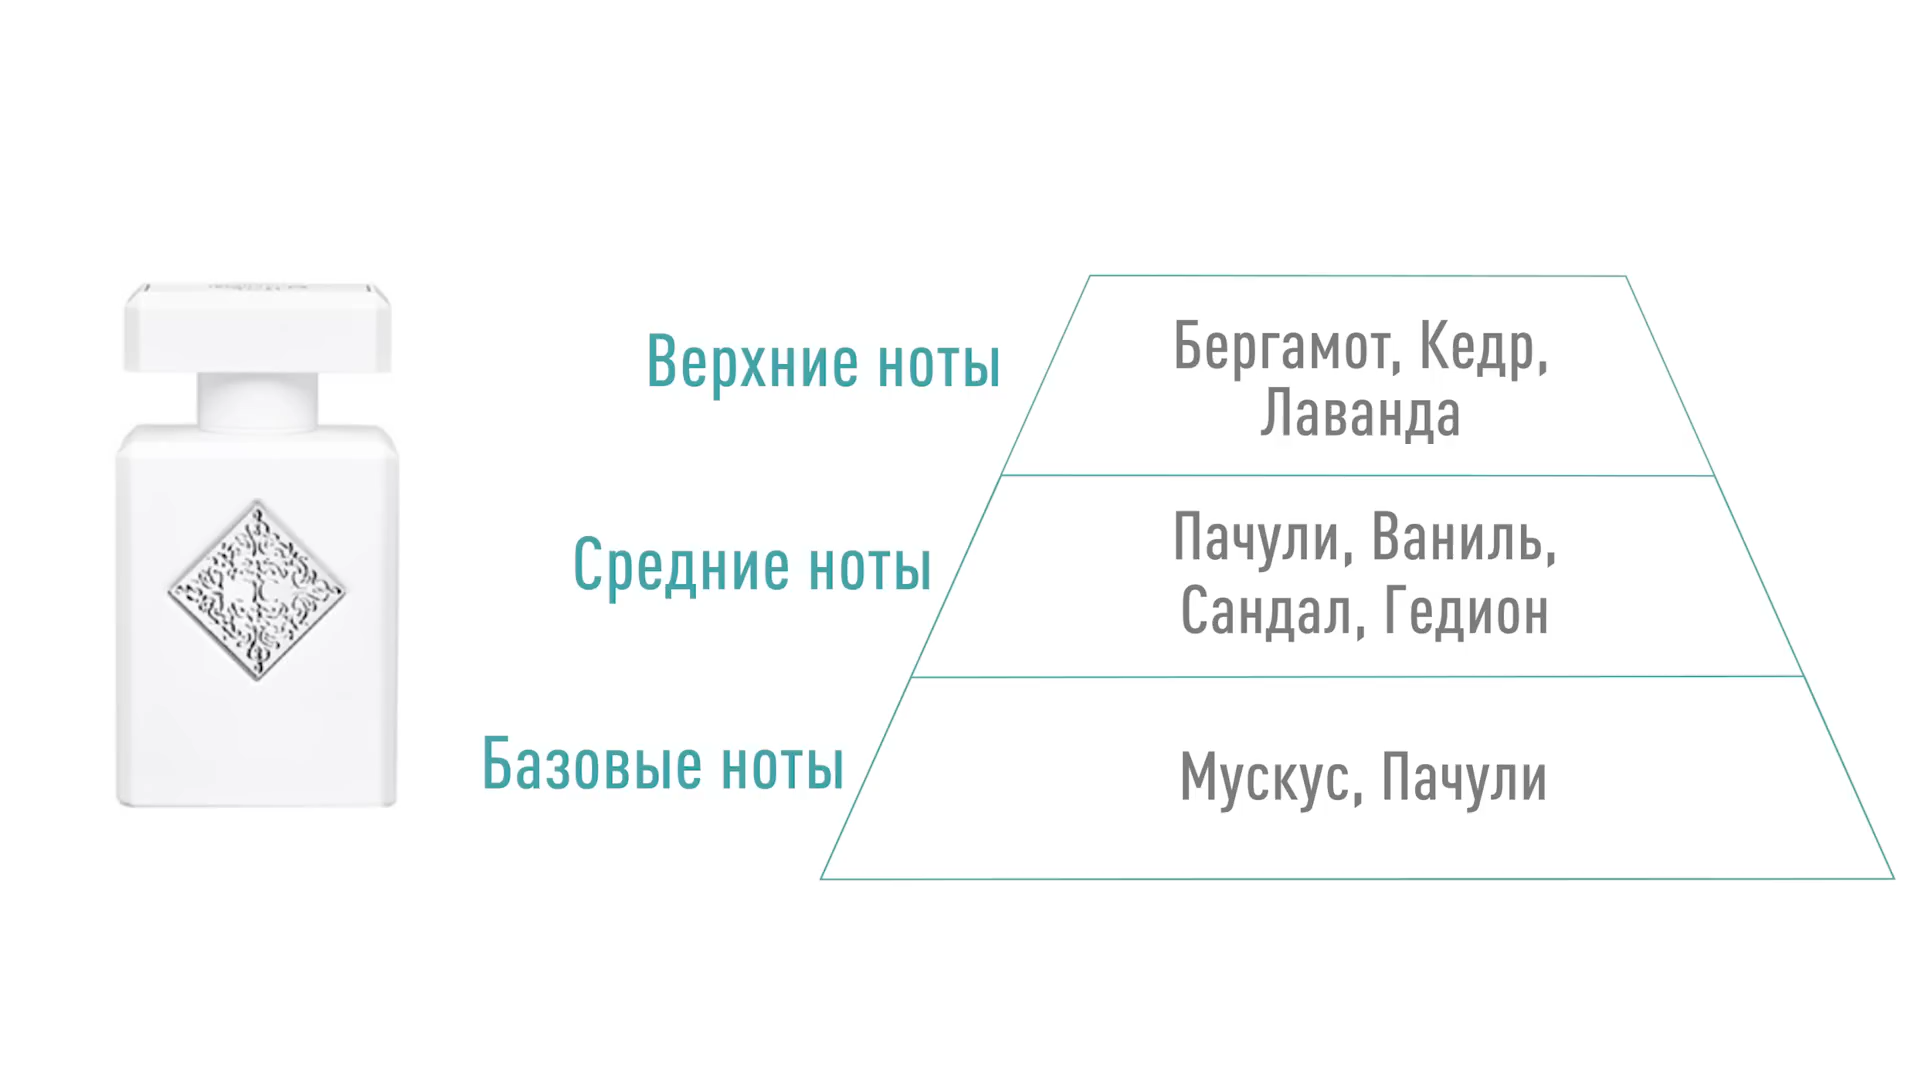 Верхние ноты
Бергамот, Кедр,
Лаванда
Средние ноты
Пачули, Ваниль,
Сандал, Гедион
Базовые ноты
Мускус, Пачули